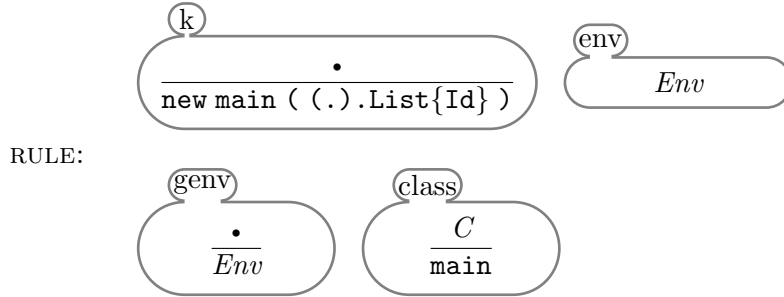 k
•
new main ( (.).List{Id} )
env
Env
RULE:
genv
•
Env
class
C
main